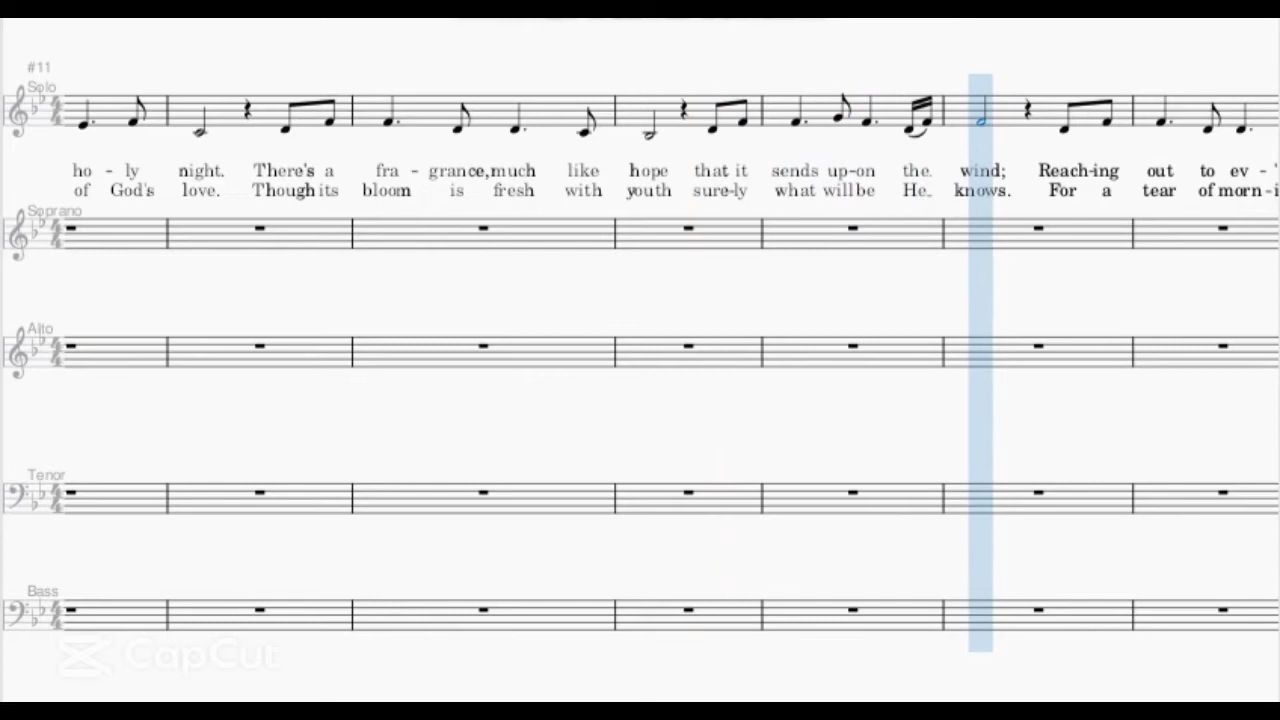 #11
Solo
ho - ly night. There's a fra - grance, much like hope that it sends up-on the wind; Reach-ing out to ev - '
of God's love. Though its bloom is fresh with youth sure-ly what will be He knows. For a tear of morn-i
Soprano
Alto
Tenor
Bass
CapCut